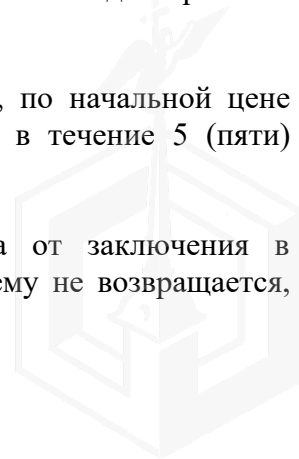 , по начальной цене
в течение 5 (пяти)
от заключения в
ему не возвращается,